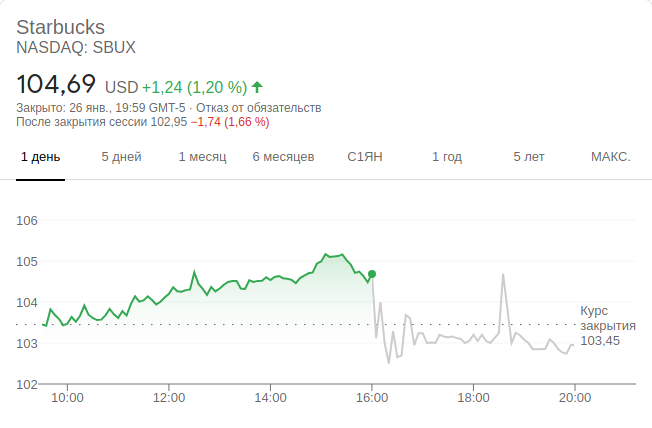 Starbucks
NASDAQ: SBUX
104,69 USD +1,24 (1,20 %)
Закрыто: 26 янв., 19:59 GMT-5 · Отказ от обязательств
После закрытия сессии 102,95 −1,74 (1,66 %)
1 день 5 дней 1 месяц 6 месяцев С1ЯН 1 год 5 лет МАКС.
106
105
104
103
102
Курс
закрытия
103,45
10:00 12:00 14:00 16:00 18:00 20:00